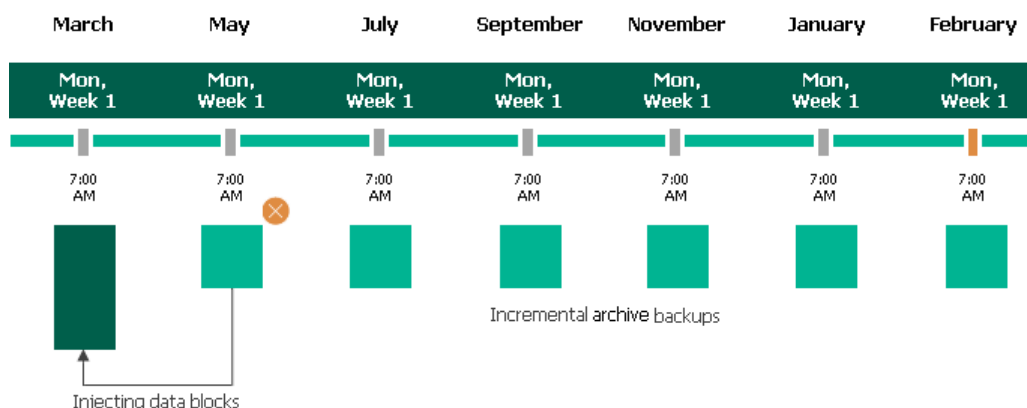 March May July September November January February
Mon, Mon, Mon, Mon, Mon, Mon, Mon,
Week 1 Week 1 Week 1 Week 1 Week 1 Week 1 Week 1
7:00 7:00 7:00 7:00 7:00 7:00 7:00
AM AM AM AM AM AM AM
Incremental archive backups
Injecting data blocks